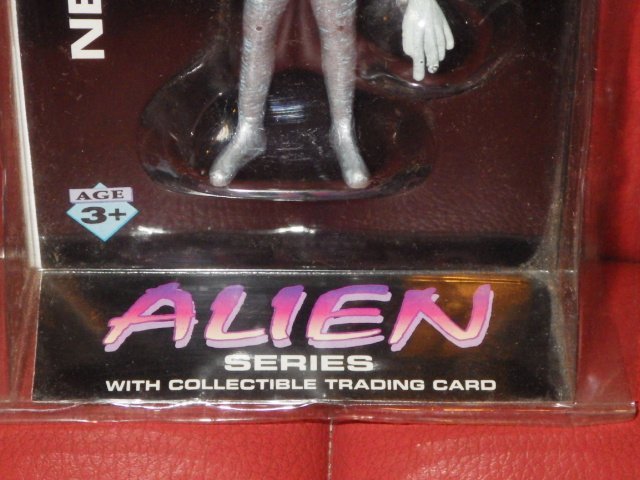 NE
AGE
3+
ALIEN
SERIES
WITH COLLECTIBLE TRADING CARD